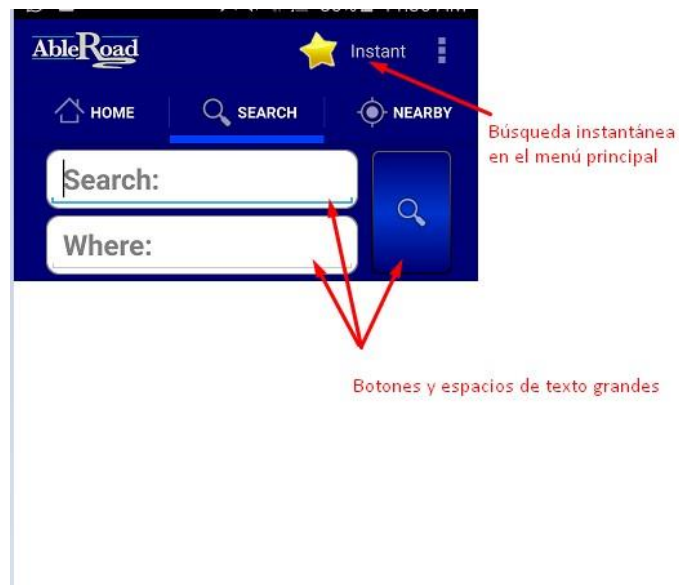 AbleRoad
Instant
HOME
SEARCH
NEARBY
Búsqueda instantánea
en el menú principal
Search:
Where:
Botones y espacios de texto grandes